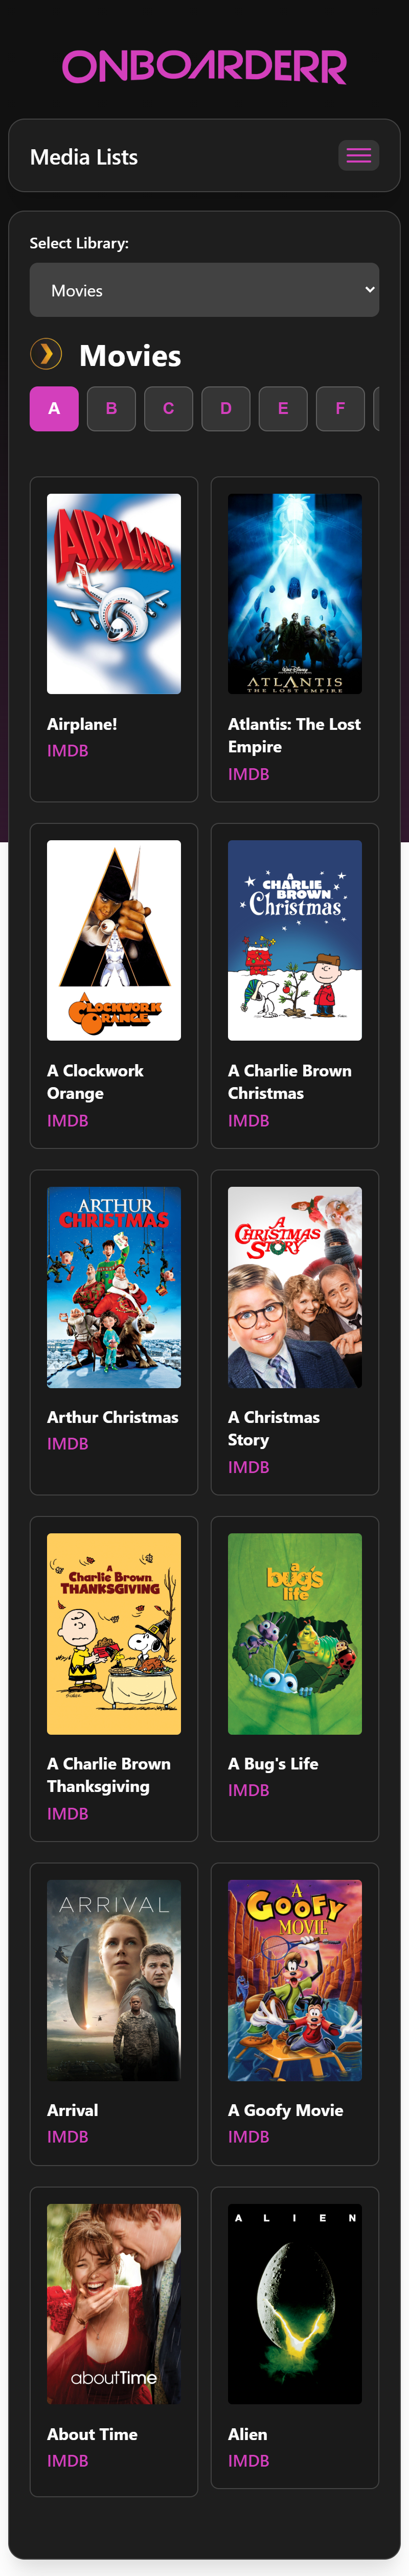 ONBOARDERR
Media Lists
Select Library:
Movies
Movies
A B C D E F
AIRPLANE!
Airplane!
IMDB
Walt Disney
ATLANTIS
THE LOST EMPIRE
Atlantis: The Lost
Empire
IMDB
A CLOCKWORK
ORANGE
A Clockwork
Orange
IMDB
A
CHARLIE
BROWN
Christmas
A Charlie Brown
Christmas
IMDB
ARTHUR
CHRISTMAS
Arthur Christmas
IMDB
A
CHRISTMAS
STORY
A Christmas
Story
IMDB
A
Charlie Brown
THANKSGIVING
A Charlie Brown
Thanksgiving
IMDB
a
bug's
life
A Bug's Life
IMDB
ARRIVAL
Arrival
IMDB
A
GOOFY
MOVIE
A Goofy Movie
IMDB
aboutTime
About Time
IMDB
ALIEN
Alien
IMDB